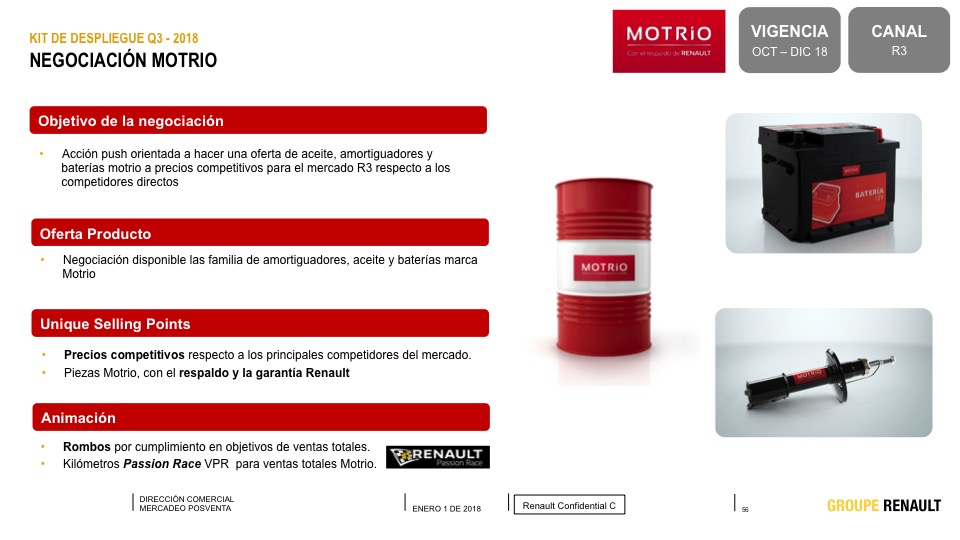 KIT DE DESPLIEGUE Q3 - 2018
NEGOCIACIÓN MOTRIO
MOTRIO
Con el respaldo de RENAULT
VIGENCIA
OCT – DIC 18
CANAL
R3
Objetivo de la negociación
• Acción push orientada a hacer una oferta de aceite, amortiguadores y
baterías motrio a precios competitivos para el mercado R3 respecto a los
competidores directos
Oferta Producto
• Negociación disponible las familia de amortiguadores, aceite y baterías marca
Motrio
Unique Selling Points
• Precios competitivos respecto a los principales competidores del mercado.
• Piezas Motrio, con el respaldo y la garantía Renault
Animación
• Rombos por cumplimiento en objetivos de ventas totales.
• Kilómetros Passion Race VPR para ventas totales Motrio.
RENAULT
Passion Race
MOTRIO
MOTRIO
BATERÍA
12V
MOTRIO
DIRECCIÓN COMERCIAL
MERCADEO POSVENTA
ENERO 1 DE 2018
Renault Confidential C
56
GROUPE RENAULT